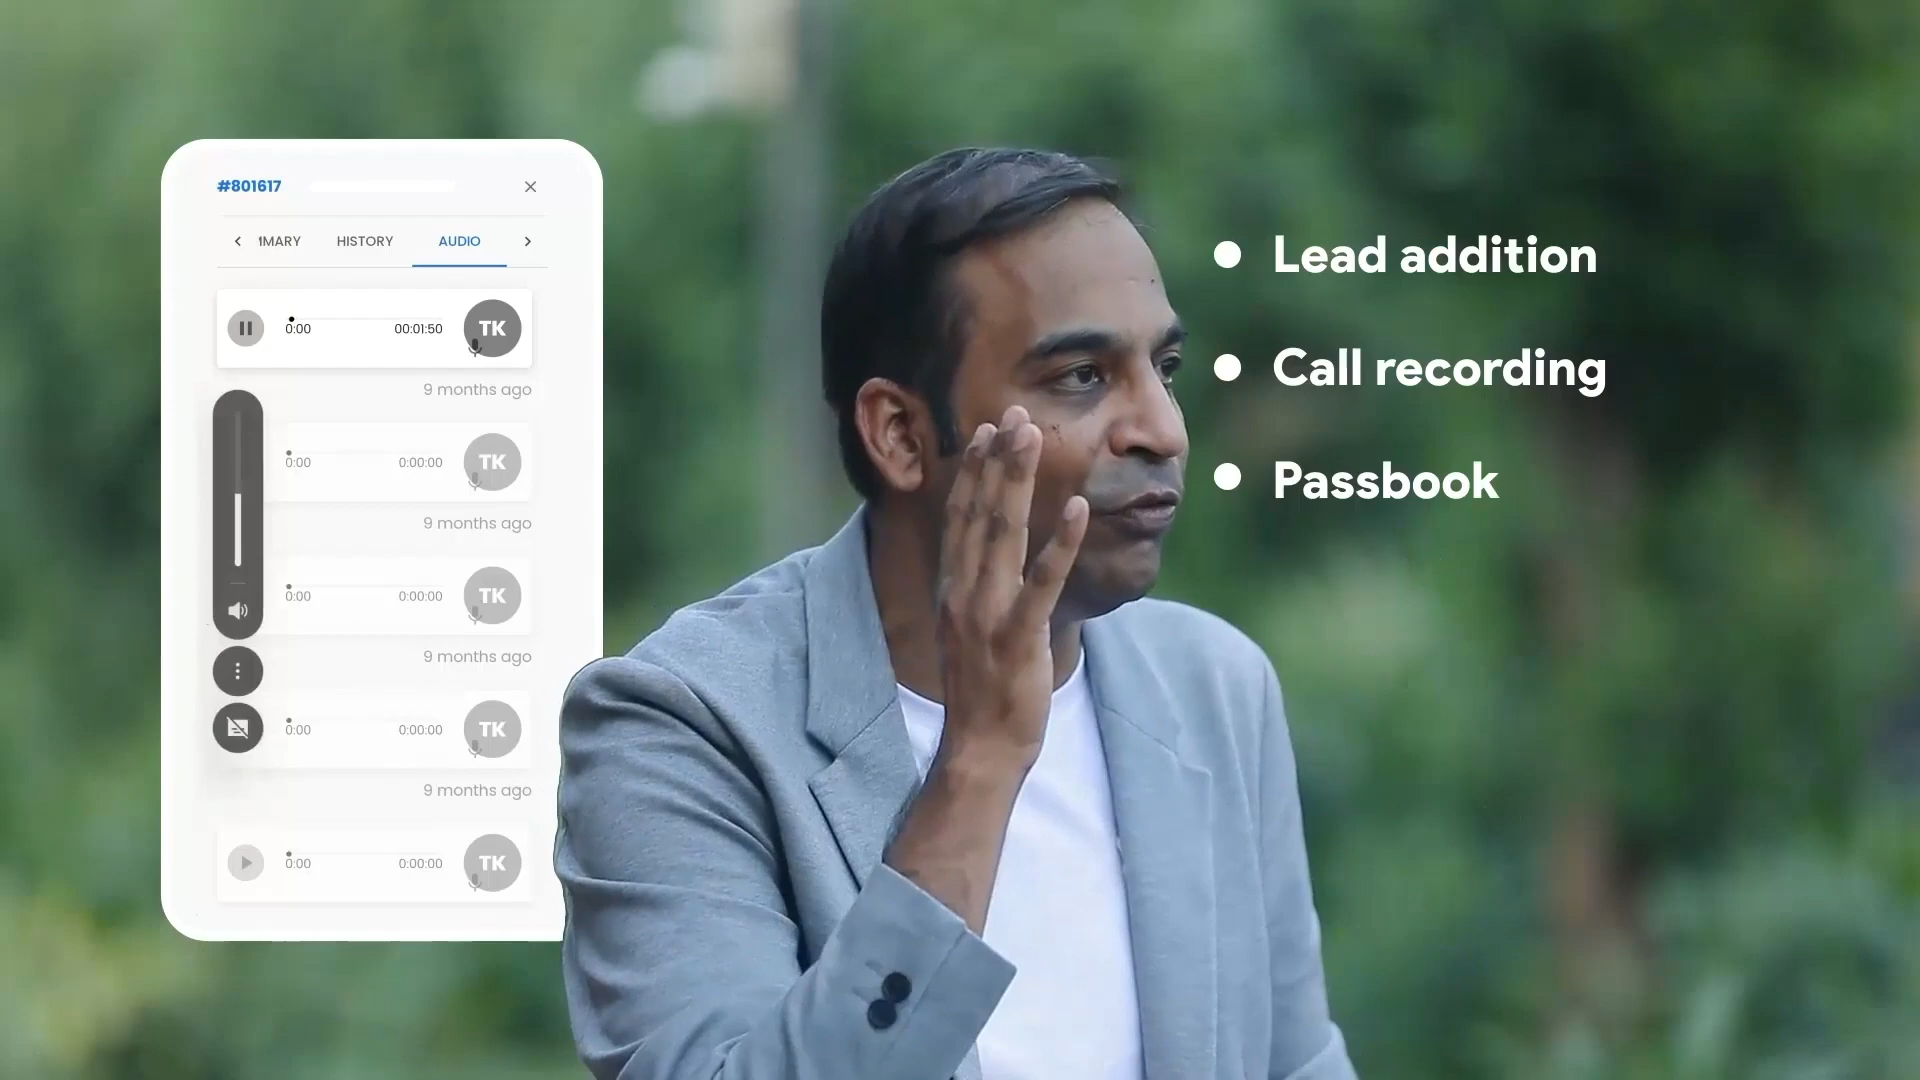 #801617
MARY HISTORY AUDIO
0:00 00:01:50 TK
9 months ago
0:00 0:00:00 TK
9 months ago
0:00 0:00:00 TK
9 months ago
0:00 0:00:00 TK
9 months ago
0:00 0:00:00 TK
Lead addition
Call recording
Passbook